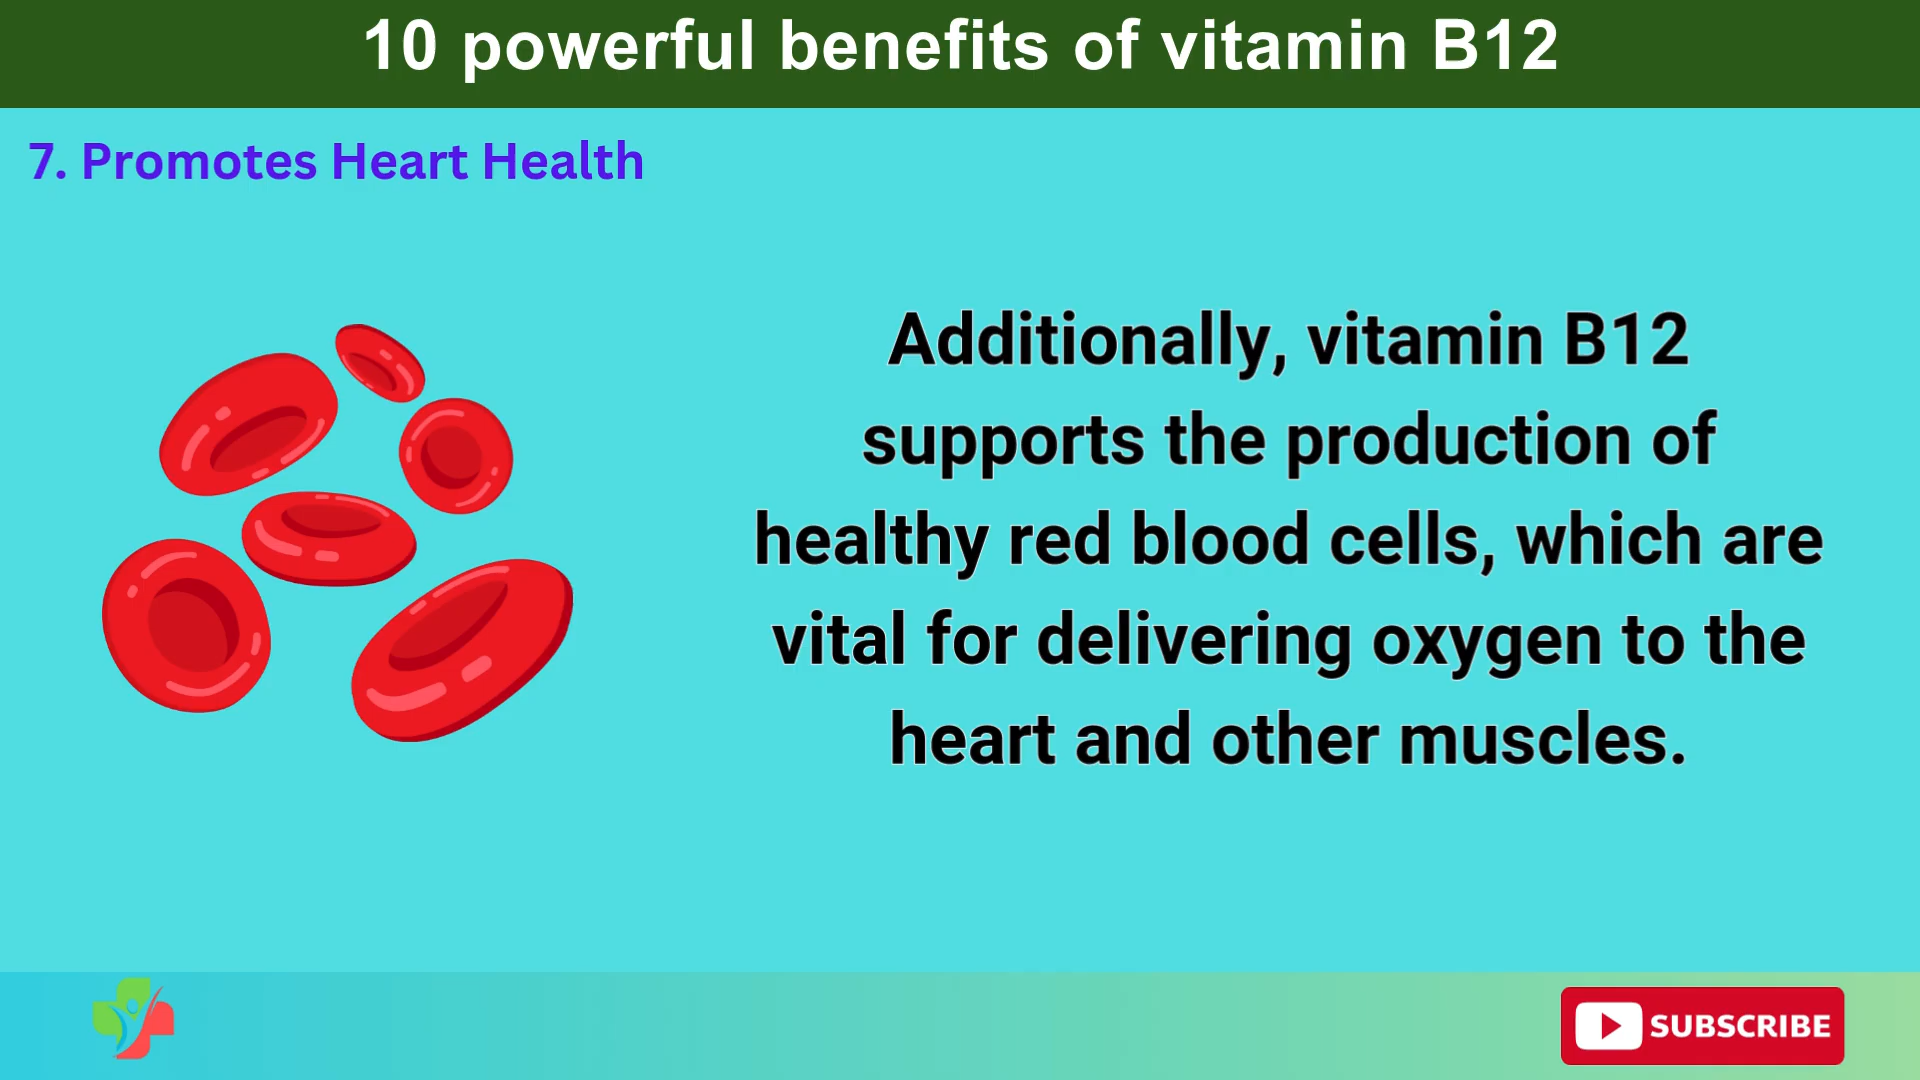 10 powerful benefits of vitamin B12
7. Promotes Heart Health
Additionally, vitamin B12
supports the production of
healthy red blood cells, which are
vital for delivering oxygen to the
heart and other muscles.
SUBSCRIBE